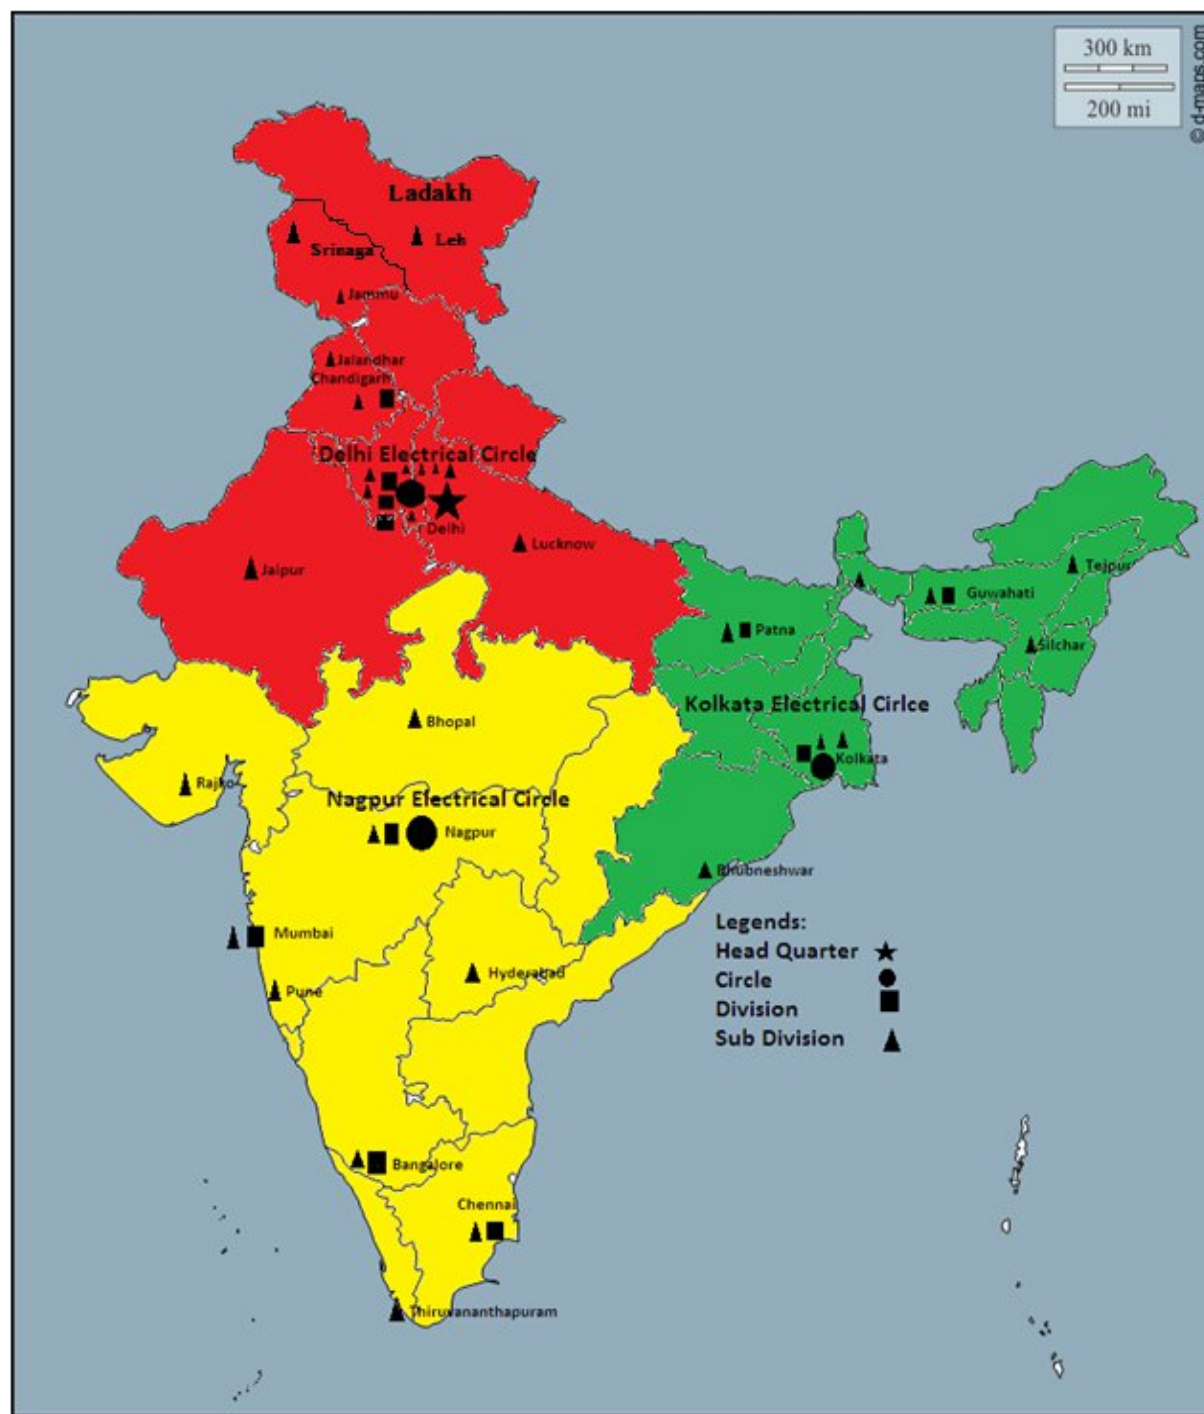 300 km
200 mi
© d-maps.com
Ladakh
Srinaga
Leh
Jammu
Jalandhar
Chandigarh
Delhi Electrical Circle
Delhi
Lucknow
Jaipur
Tejpur
Guwahati
Patna
Silchar
Kolkata Electrical Cirlce
Bhopal
Kolkata
Rajko
Nagpur Electrical Circle
Nagpur
Bhubneshwar
Legends:
Mumbai
Head Quarter
Hyderabad
Circle
Pune
Division
Sub Division
Bangalore
Chennai
Thiruvananthapuram